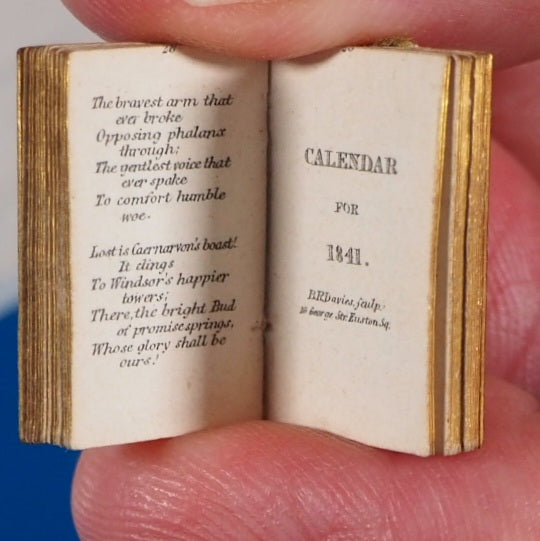 The bravest arm that
ever broke
Opposing phalanx
through;
The gentlest voice that
ever spake
To comfort humble
woe.
Lost is Caernarvon's boast!
It clings
To Windsor's happier
towers;
There, the bright Bud
of promise springs,
Whose glory shall be
ours!
CALENDAR
FOR
1841.
B.R.Davies, sculp:
16 George Str. Euston Sq.